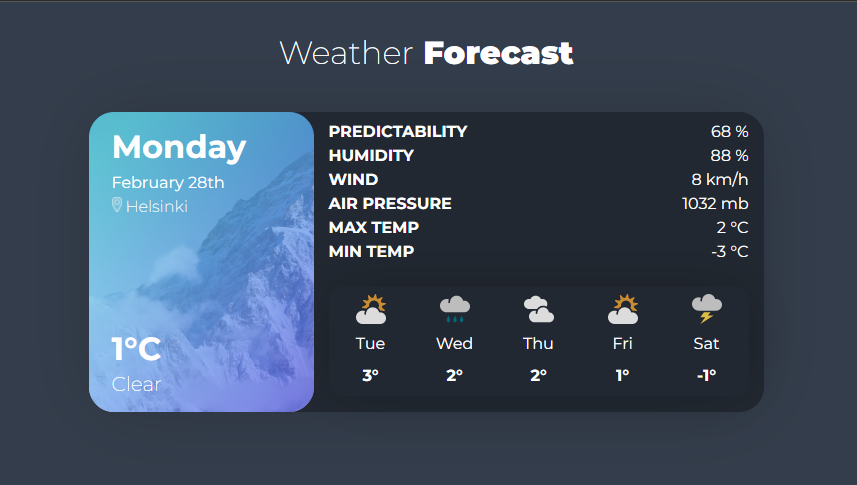 Weather Forecast
Monday
February 28th
Helsinki
1°C
Clear
PREDICTABILITY 68 %
HUMIDITY 88 %
WIND 8 km/h
AIR PRESSURE 1032 mb
MAX TEMP 2 °C
MIN TEMP -3 °C
Tue Wed Thu Fri Sat
3° 2° 2° 1° -1°